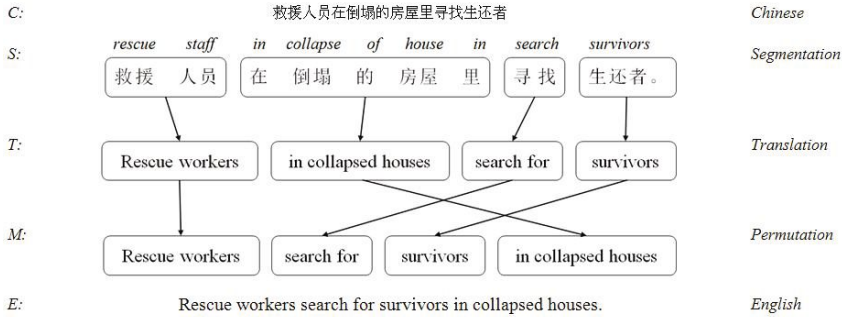 C: 救援人员在倒塌的房屋里寻找生还者 Chinese
rescue staff in collapse of house in search survivors
S: 救援 人员 在 倒塌 的 房屋 里 寻找 生还者。 Segmentation
T: Rescue workers in collapsed houses search for survivors Translation
M: Rescue workers search for survivors in collapsed houses Permutation
E: Rescue workers search for survivors in collapsed houses. English